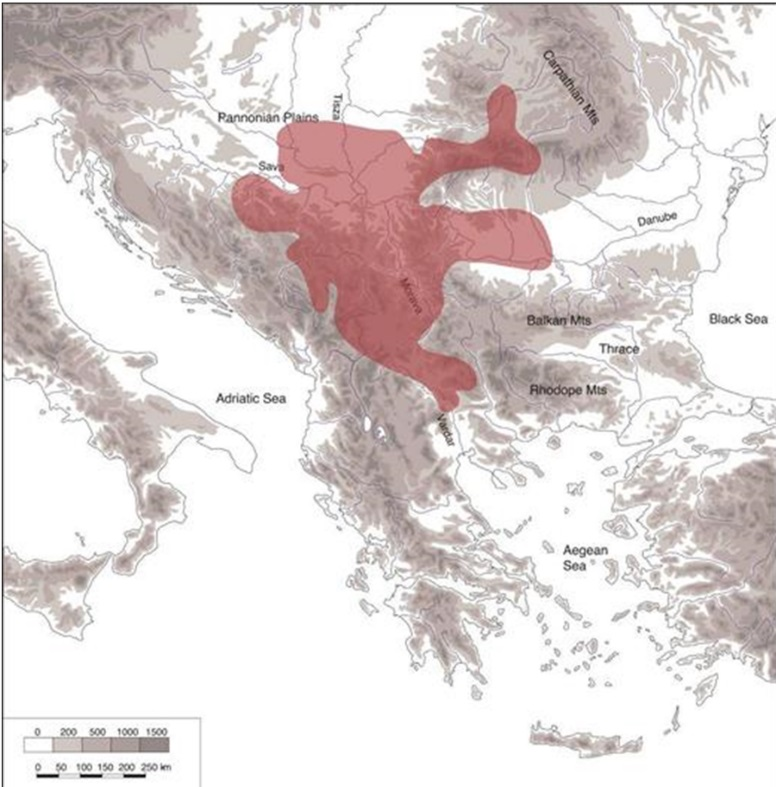 Carpathian Mts
Tisza
Pannonian Plains
Sava
Danube
Morava
Black Sea
Balkan Mts
Thrace
Rhodope Mts
Adriatic Sea
Vardar
Aegean
Sea
0 200 500 1000 1500
0 50 100 150 200 250 km